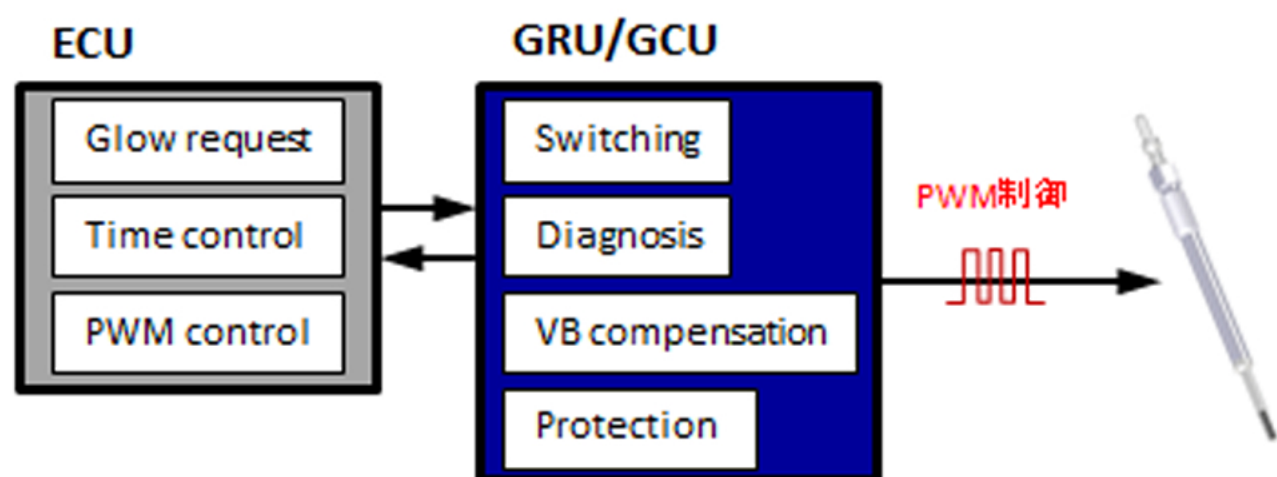 ECU
Glow request
Time control
PWM control
GRU/GCU
Switching
Diagnosis
VB compensation
Protection
PWM制御